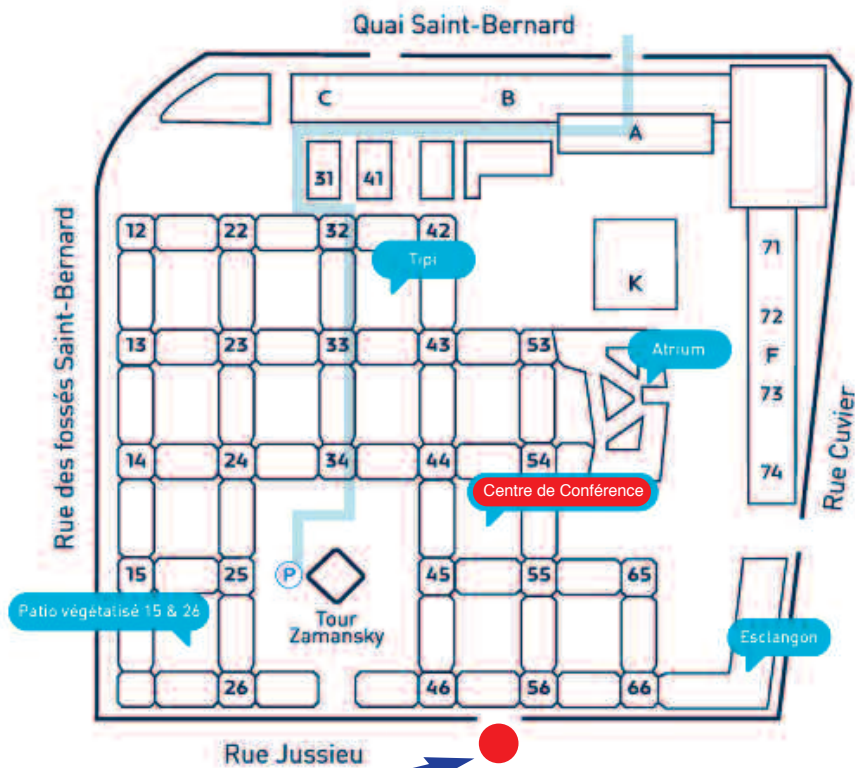 Quai Saint-Bernard
C B
A
31 41
12 22 32 42
Tipi
71
K
72
13 23 33 43 53
Atrium
F
73
Rue des fossés Saint-Bernard
Rue Cuvier
14 24 34 44 54
74
Centre de Conférence
15 25 P 45 55 65
Patio végétalisé 15 & 26
Tour
Zamansky
Esclangon
26 46 56 66
Rue Jussieu